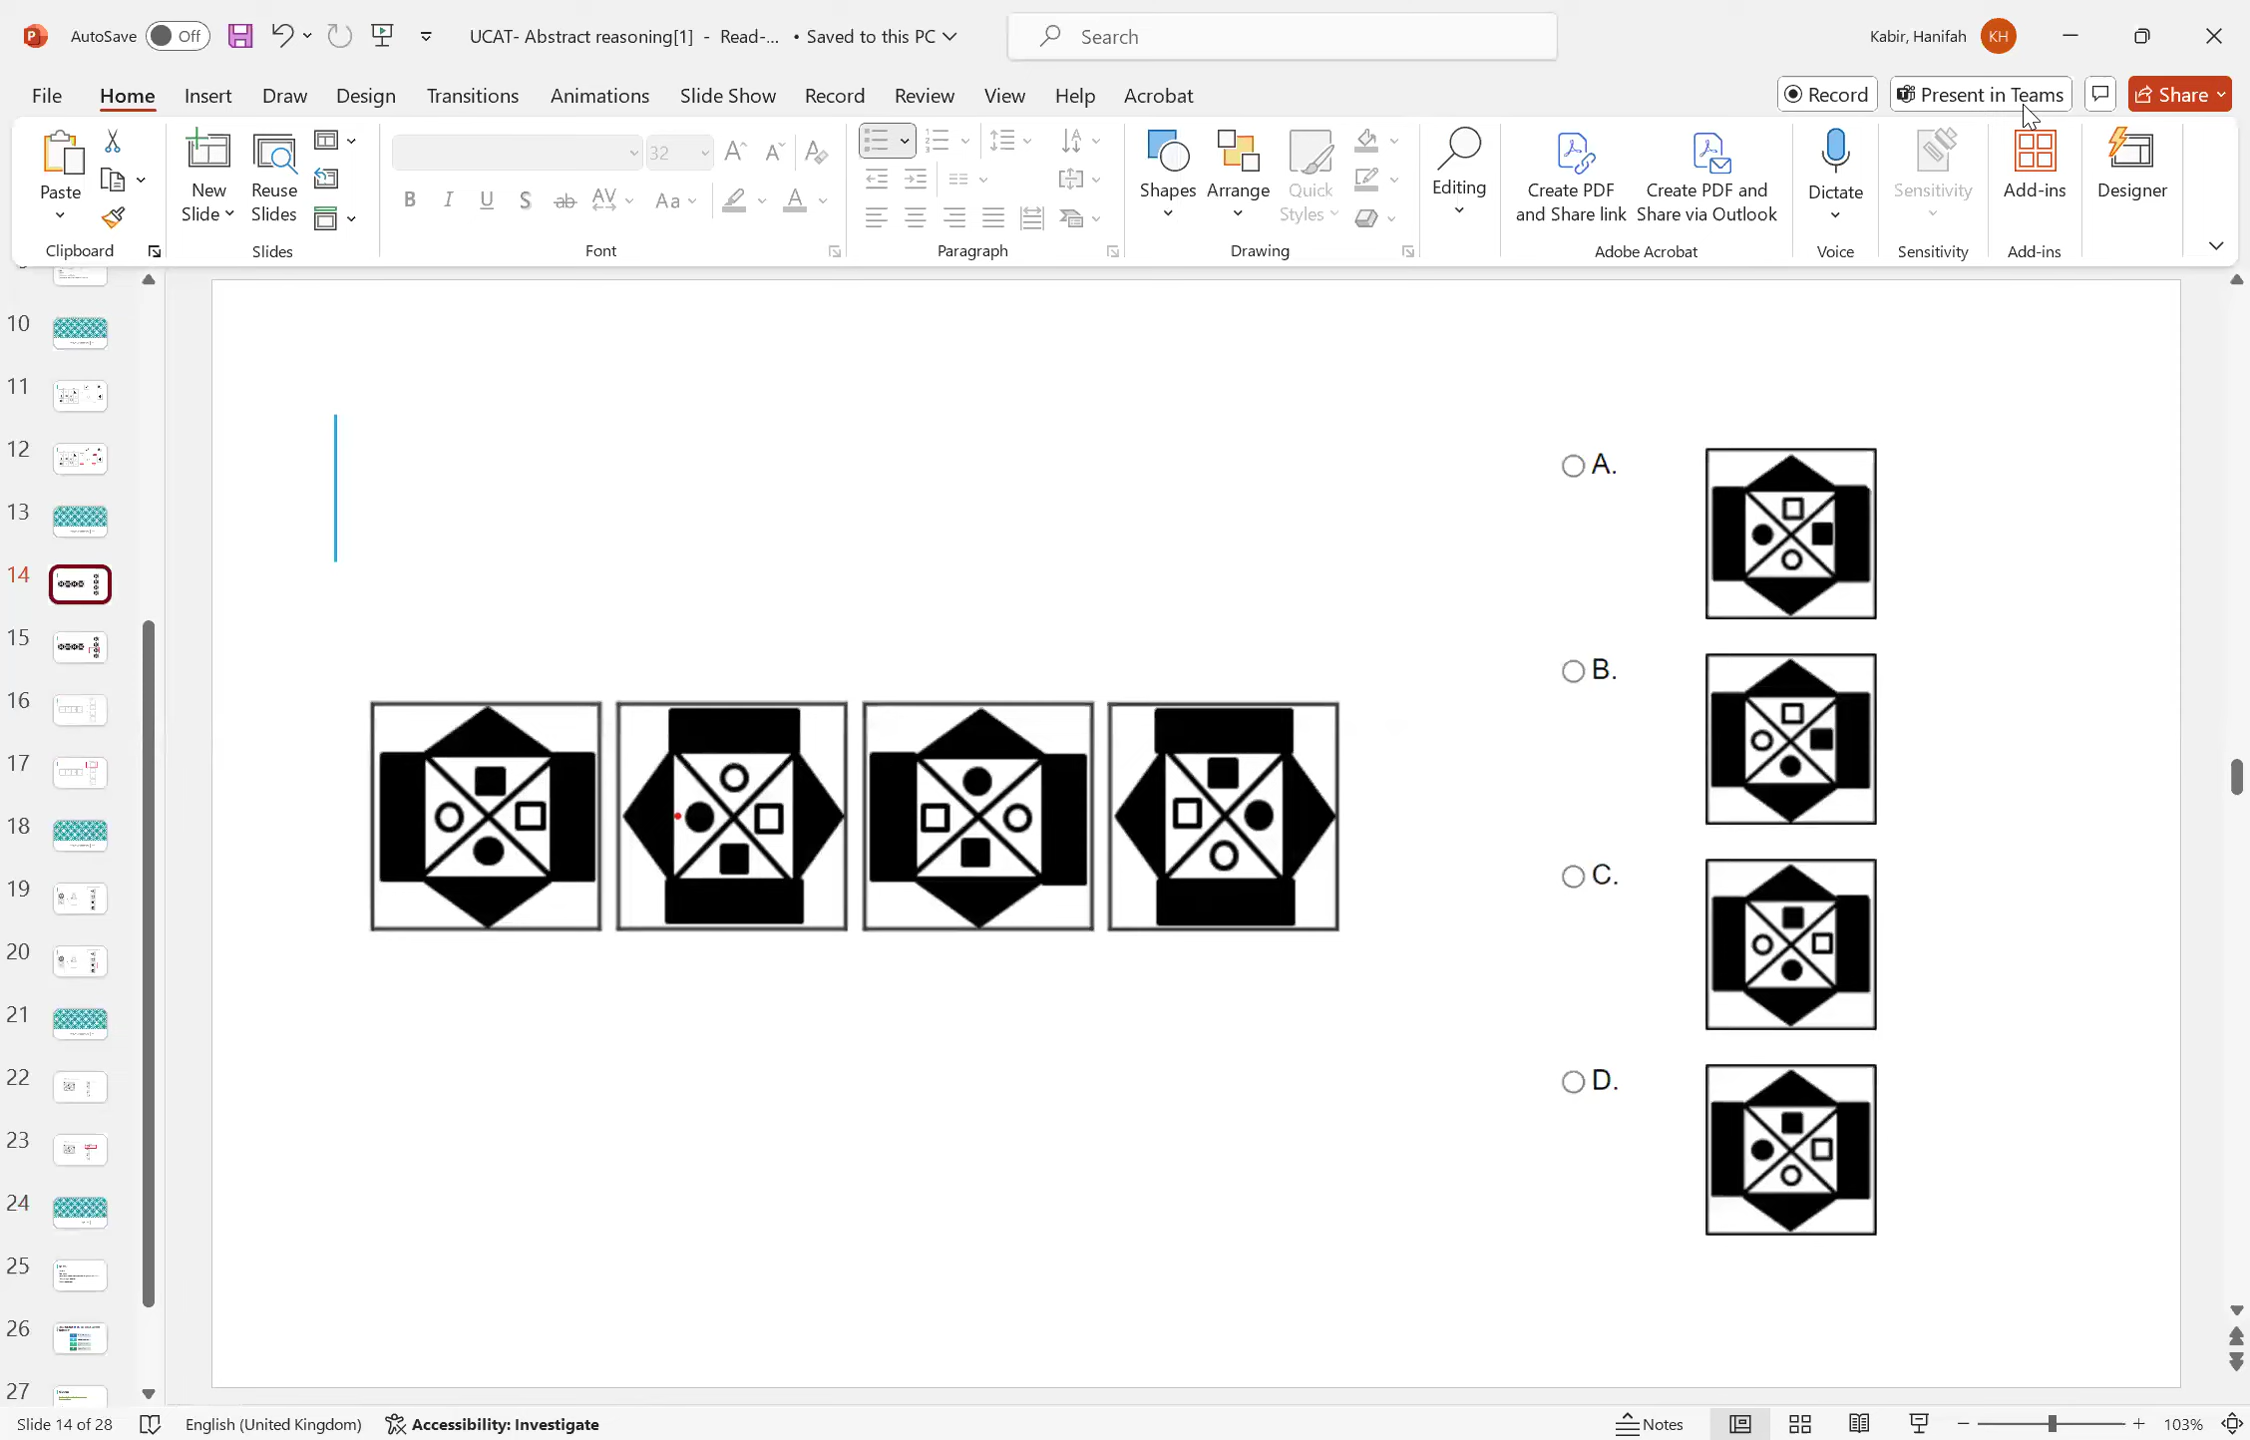 AutoSave Off UCAT- Abstract reasoning[1] - Read-... • Saved to this PC Search Kabir, Hanifah KH
File Home Insert Draw Design Transitions Animations Slide Show Record Review View Help Acrobat Record Present in Teams Share
Paste
Clipboard
New Slide
Reuse Slides
Slides
32
B I U S ab AV Aa A
Font
Paragraph
Shapes
Arrange
Quick Styles
Drawing
Editing
Create PDF and Share link
Create PDF and Share via Outlook
Adobe Acrobat
Dictate
Voice
Sensitivity
Sensitivity
Add-ins
Add-ins
Designer
10
11
12
13
14
15
16
17
18
19
20
21
22
23
24
25
26
27
A.
B.
C.
D.
Slide 14 of 28 English (United Kingdom) Accessibility: Investigate Notes 103%